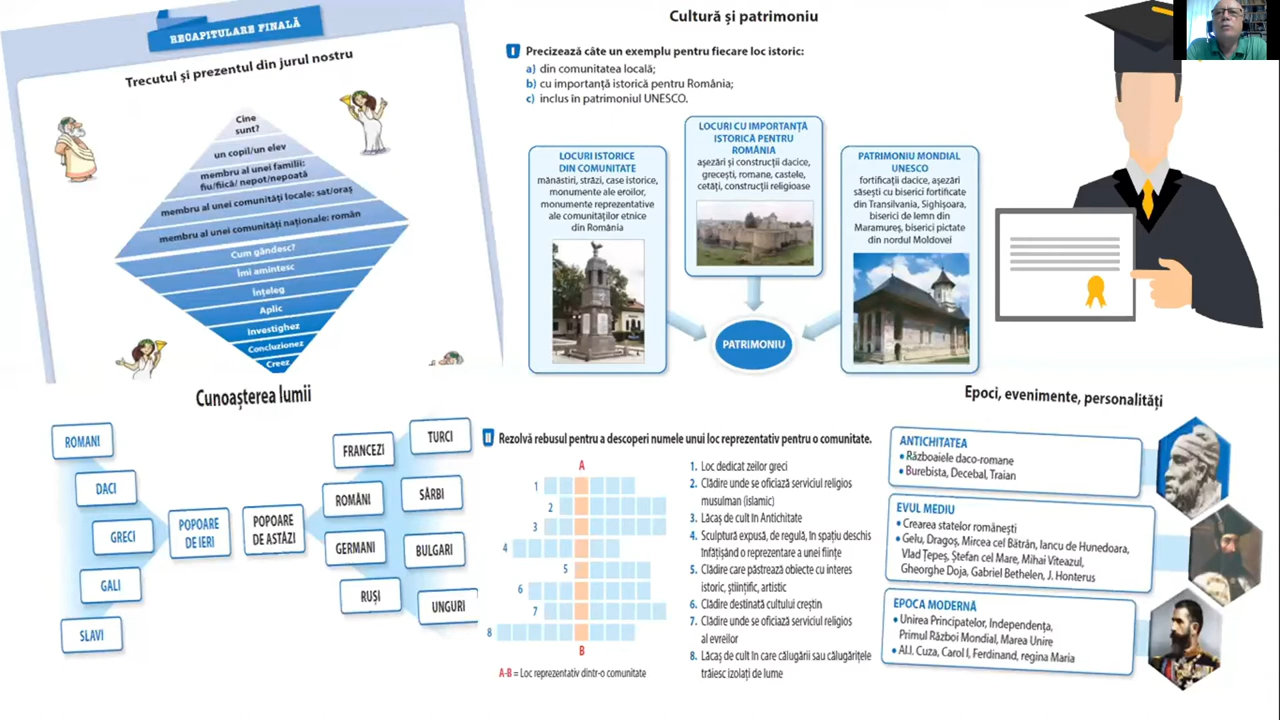 RECAPITULARE FINALĂ
Trecutul și prezentul din jurul nostru
Cine
sunt?
un copil/un elev
membru al unei familii:
fiu/fiică/ nepot/nepoată
membru al unei comunități locale: sat/oraș
membru al unei comunități naționale: român
Cum gândesc?
Îmi amintesc
Înțeleg
Aplic
Investighez
Concluzionez
Creez
Cultură și patrimoniu
I Precizează câte un exemplu pentru fiecare loc istoric:
a) din comunitatea locală;
b) cu importanță istorică pentru România;
c) inclus în patrimoniul UNESCO.
LOCURI ISTORICE
DIN COMUNITATE
mănăstiri, străzi, case istorice,
monumente ale eroilor,
monumente reprezentative
ale comunităților etnice
din România
LOCURI CU IMPORTANȚĂ
ISTORICĂ PENTRU
ROMÂNIA
așezări și construcții dacice,
grecești, romane, castele,
cetăți, construcții religioase
PATRIMONIU MONDIAL
UNESCO
fortificații dacice, așezări
săsești cu biserici fortificate
din Transilvania, Sighișoara,
biserici de lemn din
Maramureș, biserici pictate
din nordul Moldovei
PATRIMONIU
Cunoașterea lumii
ROMANI
DACI
GRECI
GALI
SLAVI
POPOARE
DE IERI
POPOARE
DE ASTĂZI
FRANCEZI
ROMÂNI
GERMANI
RUȘI
TURCI
SÂRBI
BULGARI
UNGURI
II Rezolvă rebusul pentru a descoperi numele unui loc reprezentativ pentru o comunitate.
A
1
2
3
4
5
6
7
8
B
A-B = Loc reprezentativ dintr-o comunitate
1. Loc dedicat zeilor greci
2. Clădire unde se oficiază serviciul religios
musulman (islamic)
3. Lăcaș de cult în Antichitate
4. Sculptură expusă, de regulă, în spațiu deschis
înfățișând o reprezentare a unei ființe
5. Clădire care păstrează obiecte cu interes
istoric, științific, artistic
6. Clădire destinată cultului creștin
7. Clădire unde se oficiază serviciul religios
al evreilor
8. Lăcaș de cult în care călugării sau călugărițele
trăiesc izolați de lume
Epoci, evenimente, personalități
ANTICHITATEA
• Războaiele daco-romane
• Burebista, Decebal, Traian
EVUL MEDIU
• Crearea statelor românești
• Gelu, Dragoș, Mircea cel Bătrân, Iancu de Hunedoara,
Vlad Țepeș, Ștefan cel Mare, Mihai Viteazul,
Gheorghe Doja, Gabriel Bethelen, J. Honterus
EPOCA MODERNĂ
• Unirea Principatelor, Independența,
Primul Război Mondial, Marea Unire
• Al.I. Cuza, Carol I, Ferdinand, regina Maria